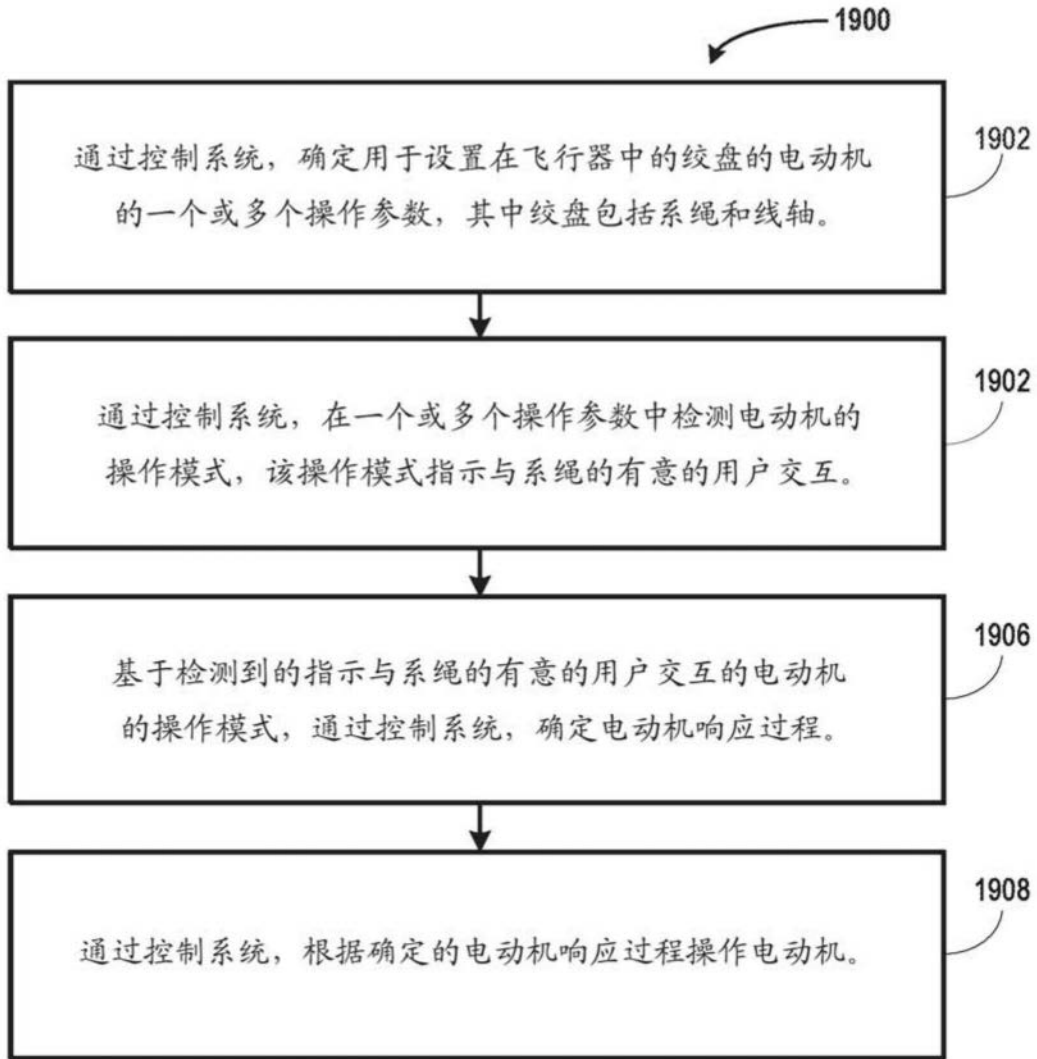 1900
通过控制系统，确定用于设置在飞行器中的绞盘的电动机
的一个或多个操作参数，其中绞盘包括系绳和线轴。
1902
通过控制系统，在一个或多个操作参数中检测电动机的
操作模式，该操作模式指示与系绳的有意的用户交互。
1902
基于检测到的指示与系绳的有意的用户交互的电动机
的操作模式，通过控制系统，确定电动机响应过程。
1906
通过控制系统，根据确定的电动机响应过程操作电动机。
1908